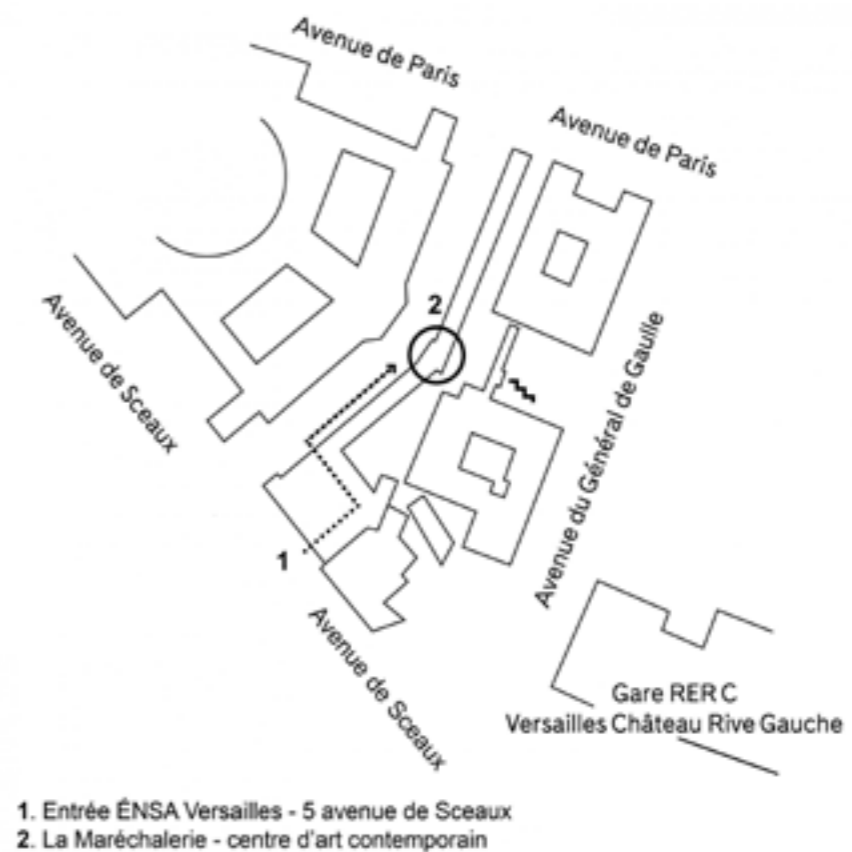 Avenue de Paris
Avenue de Paris
2
Avenue de Sceaux
Avenue du Général de Gaulle
1
Avenue de Sceaux
Gare RER C
Versailles Château Rive Gauche
1. Entrée ÉNSA Versailles - 5 avenue de Sceaux
2. La Maréchalerie - centre d'art contemporain